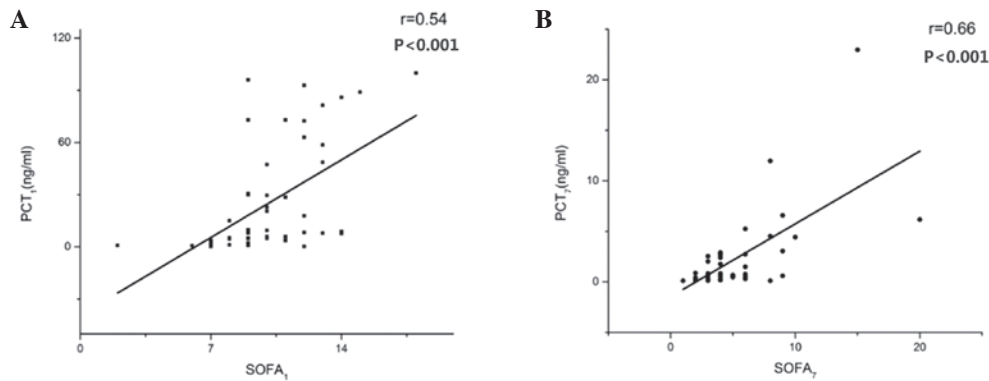 A
r=0.54
P<0.001
120
60
0
PCT₁(ng/ml)
0 7 14
SOFA₁
B
r=0.66
P<0.001
20
10
0
PCT₇(ng/ml)
0 10 20
SOFA₇